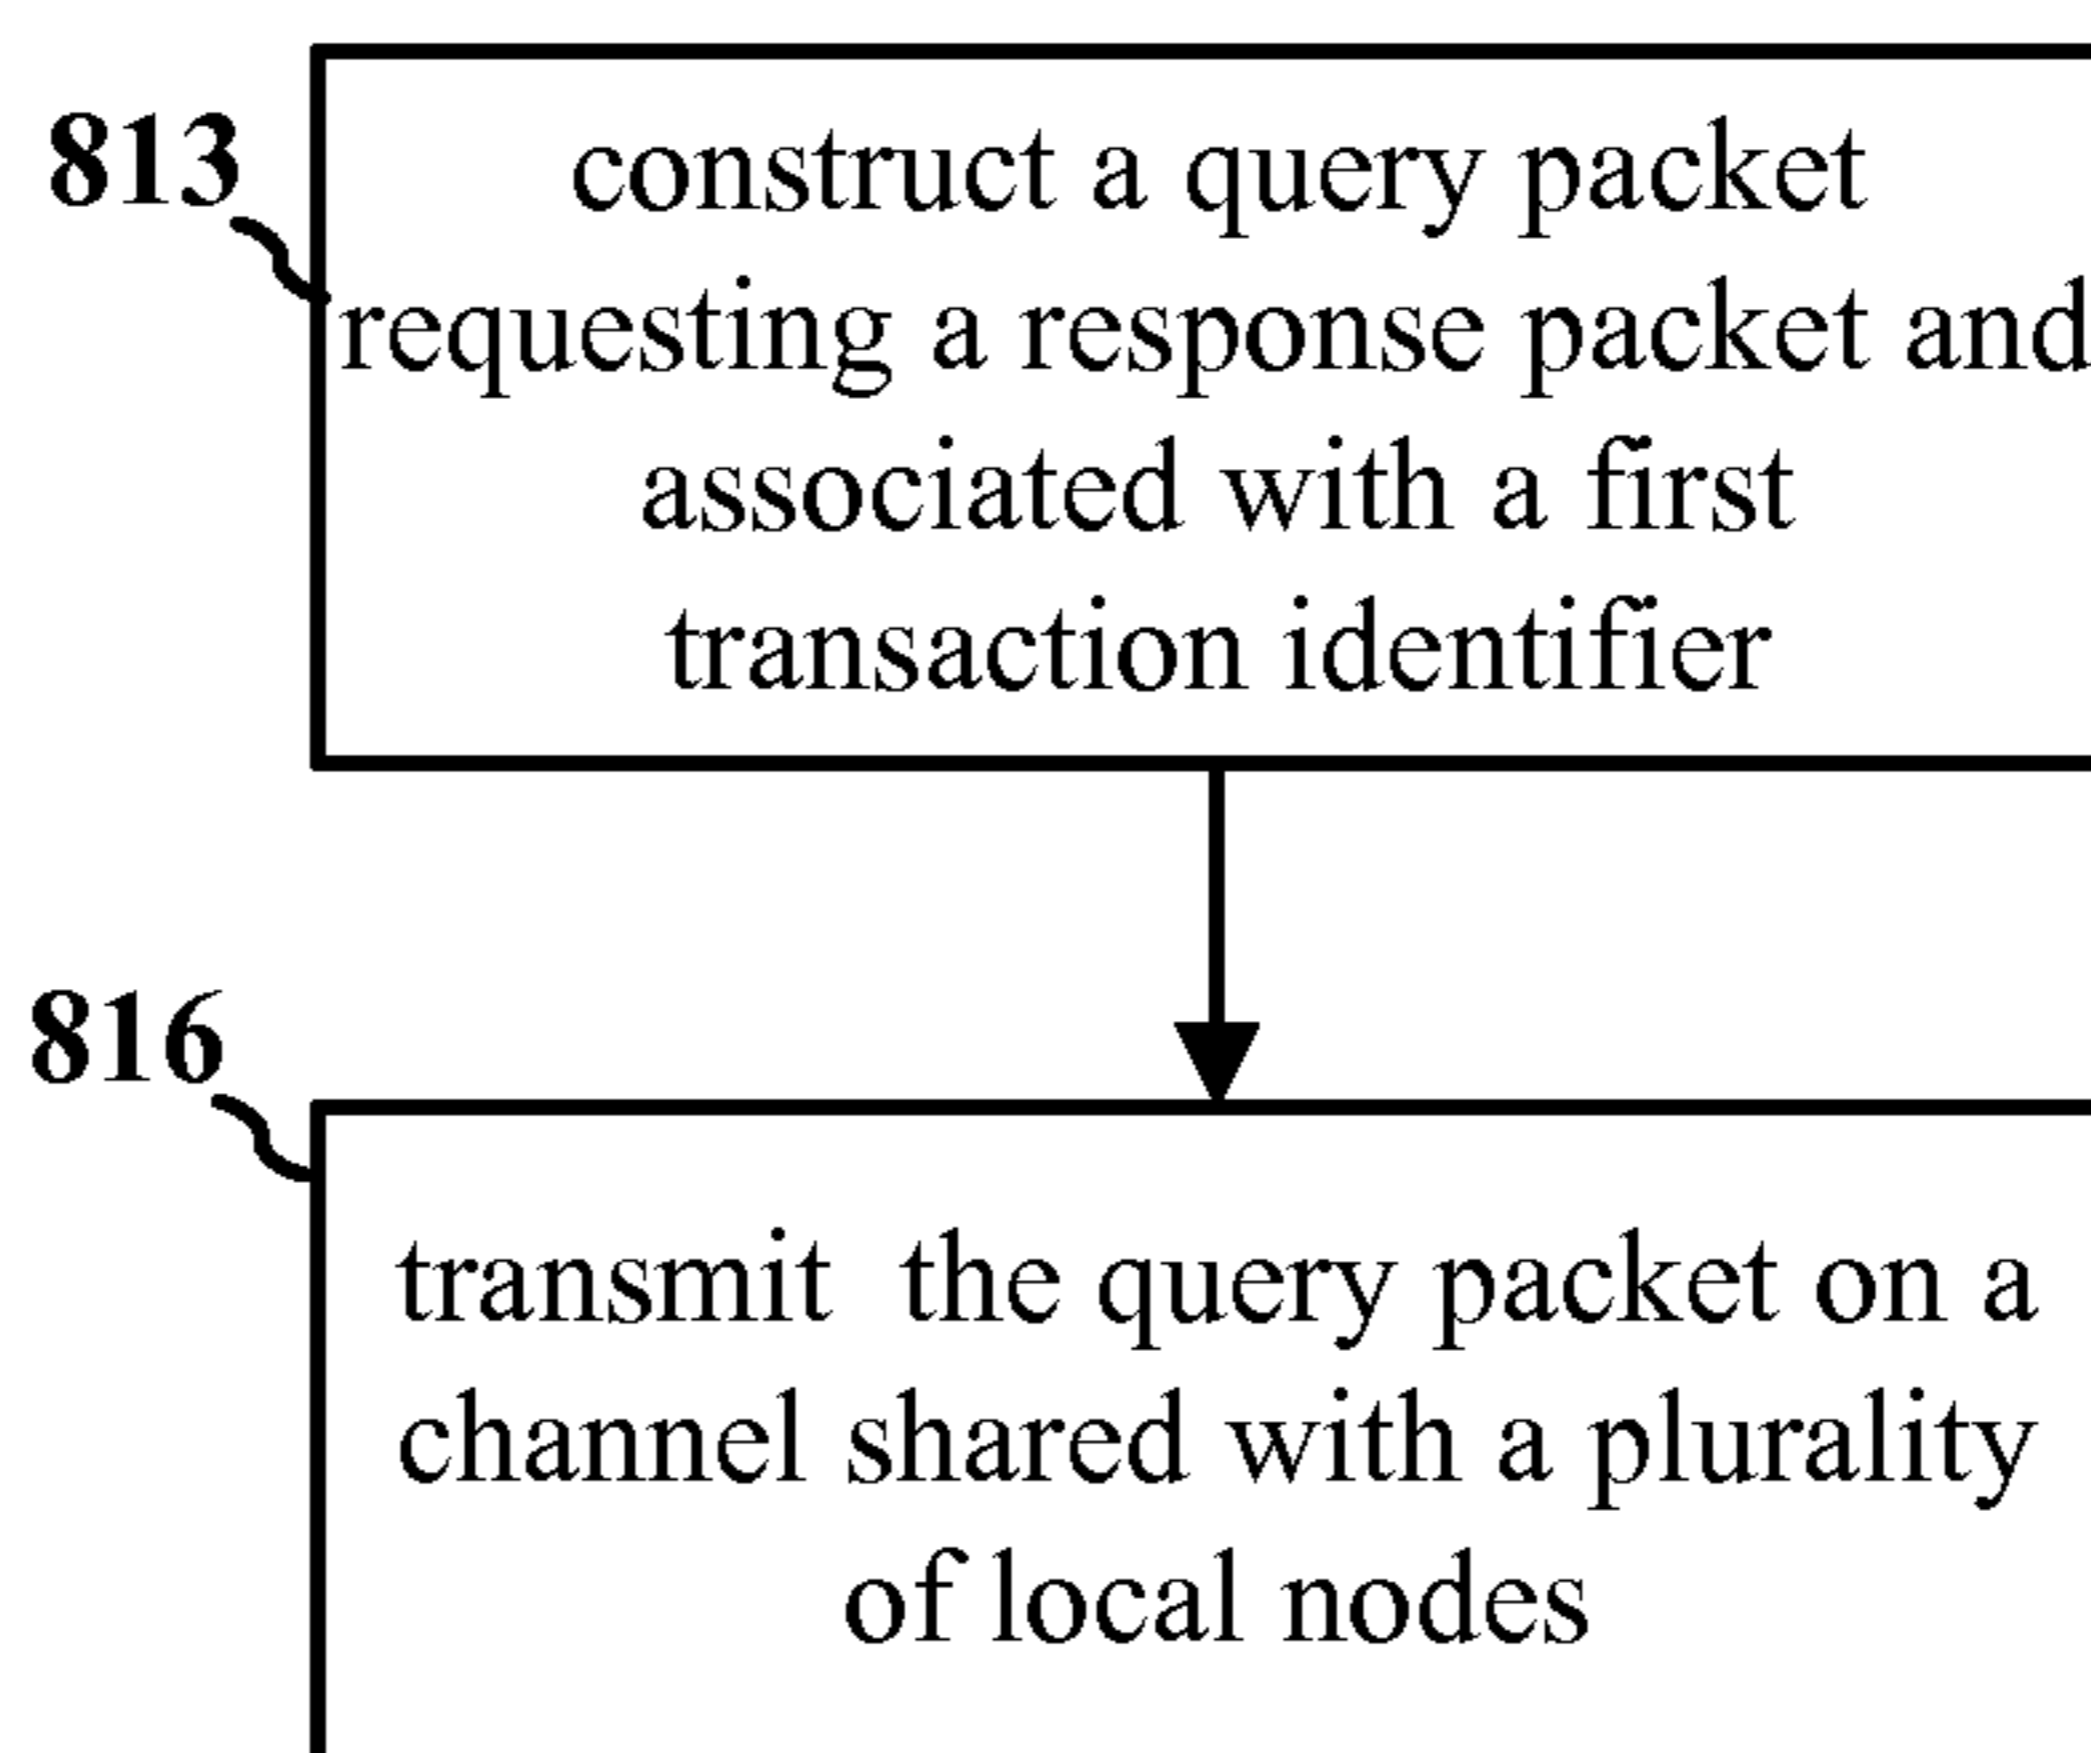 813
construct a query packet
requesting a response packet and
associated with a first
transaction identifier
816
transmit  the query packet on a
channel shared with a plurality
of local nodes